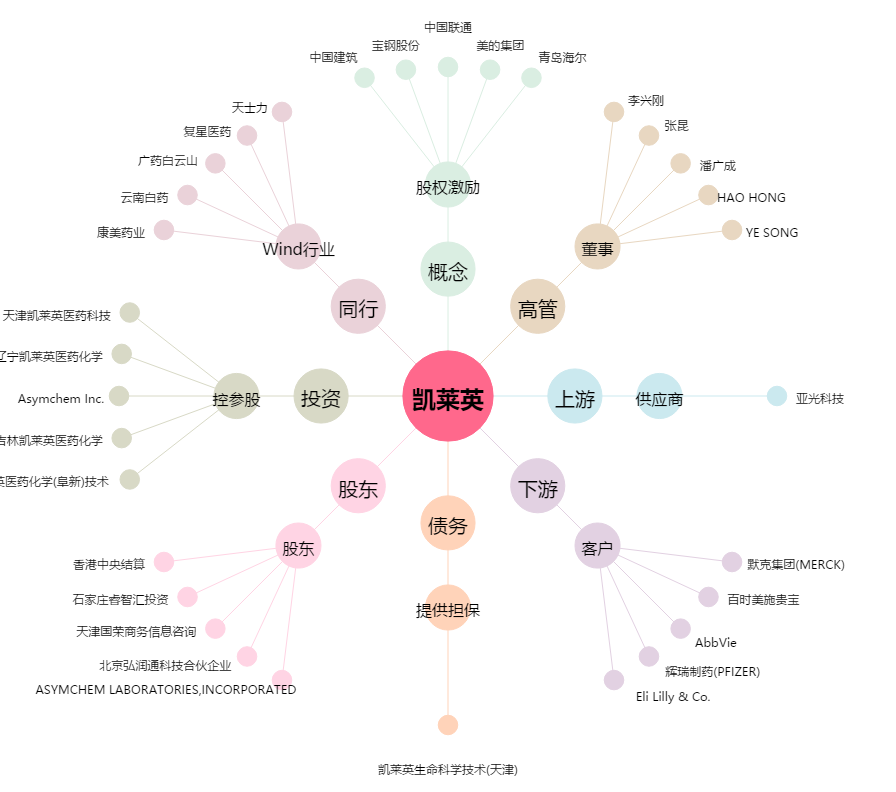 中国联通
宝钢股份
美的集团
中国建筑
青岛海尔
股权激励
概念
天士力
复星医药
广药白云山
云南白药
康美药业
Wind行业
同行
李兴刚
张昆
潘广成
HAO HONG
YE SONG
董事
高管
天津凯莱英医药科技
辽宁凯莱英医药化学
Asymchem Inc.
吉林凯莱英医药化学
英医药化学(阜新)技术
控参股
投资
凯莱英
上游
供应商
亚光科技
股东
股东
香港中央结算
石家庄睿智汇投资
天津国荣商务信息咨询
北京弘润通科技合伙企业
ASYMCHEM LABORATORIES,INCORPORATED
债务
提供担保
凯莱英生命科学技术(天津)
下游
客户
默克集团(MERCK)
百时美施贵宝
AbbVie
辉瑞制药(PFIZER)
Eli Lilly & Co.